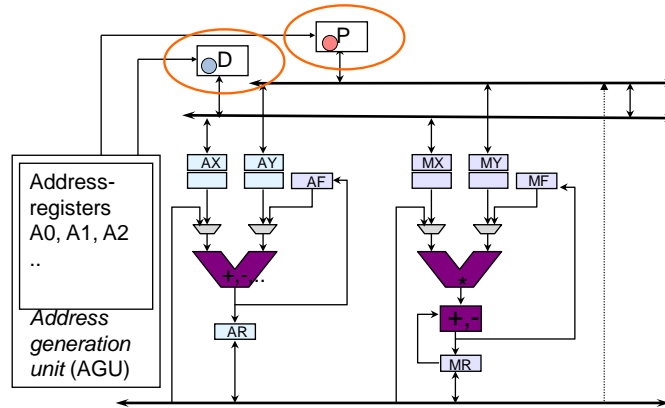 P
D
AX AY
AF
MX MY
MF
Address-
registers
A0, A1, A2
..
+,-...
*
+,-
AR
MR
Address
generation
unit (AGU)